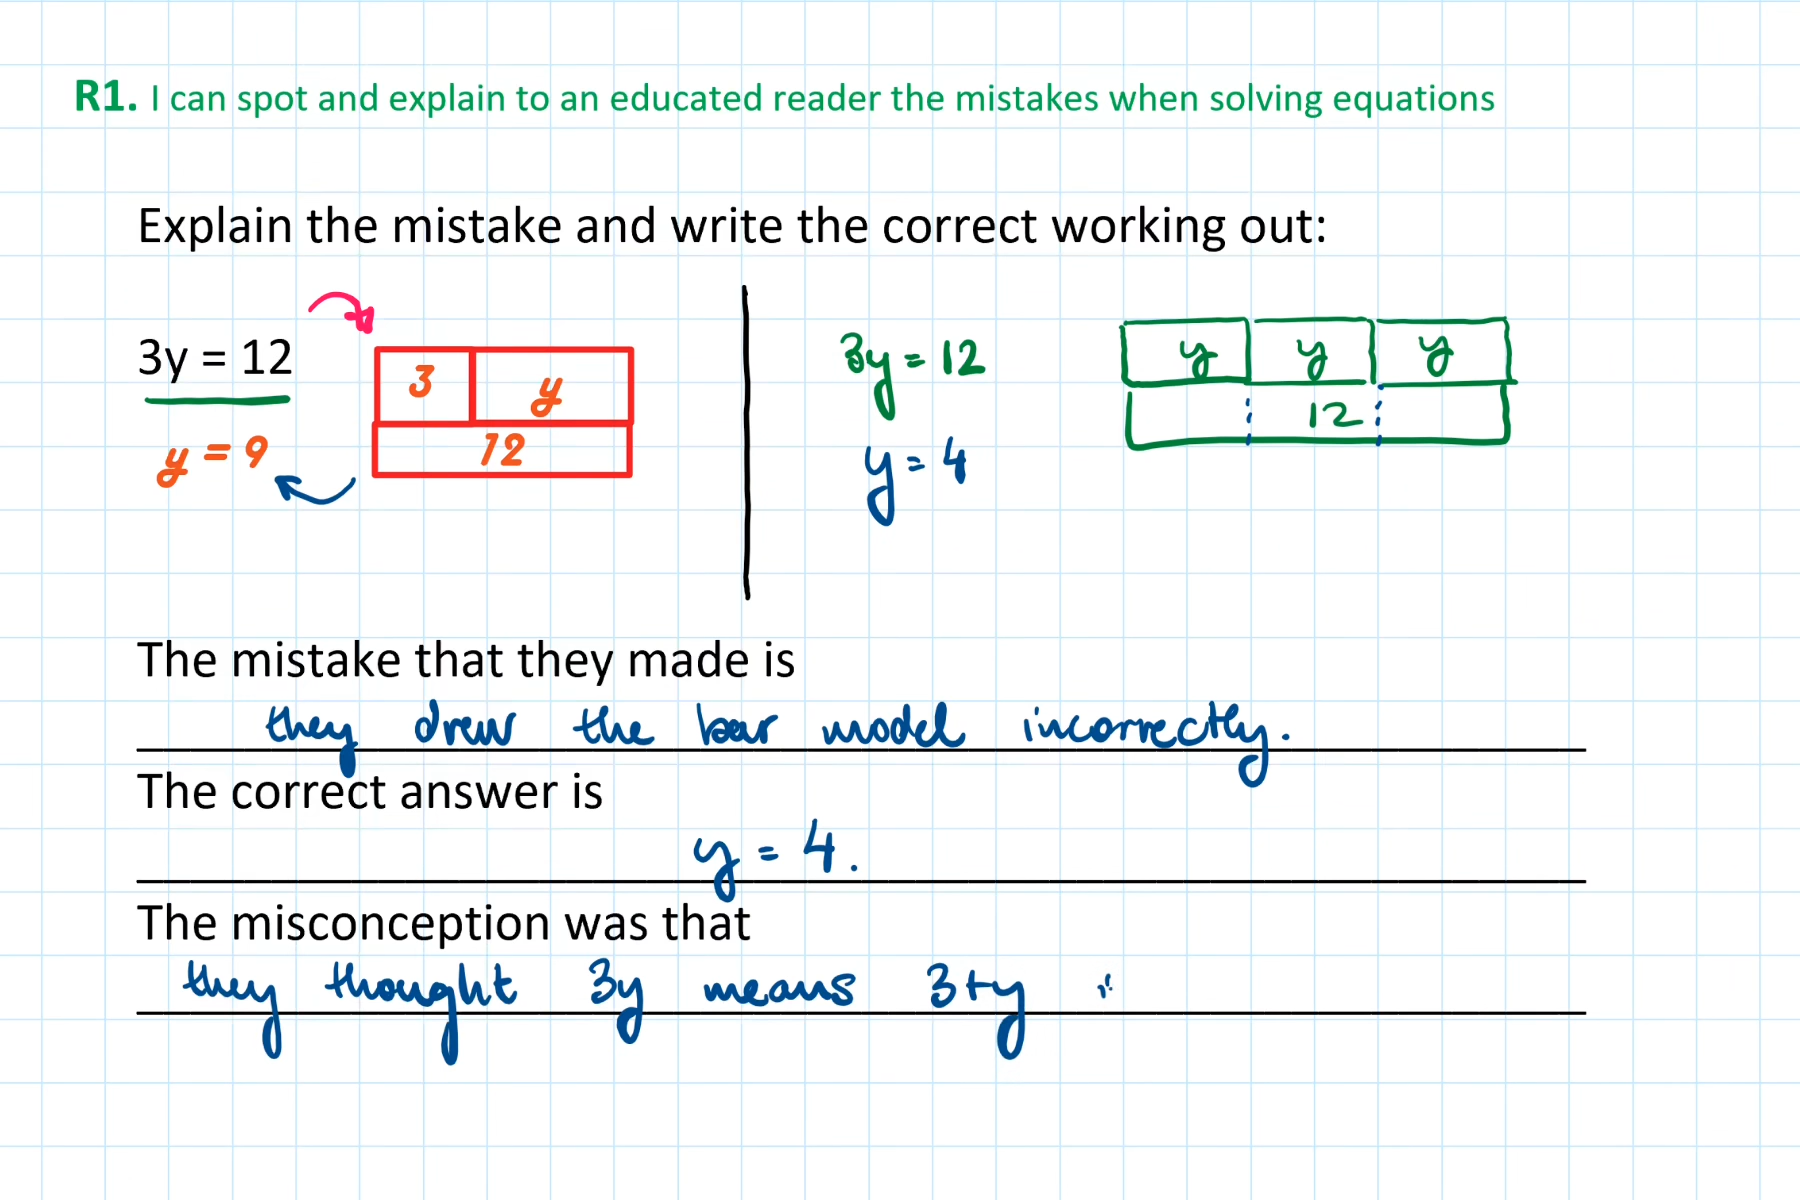 R1. I can spot and explain to an educated reader the mistakes when solving equations
Explain the mistake and write the correct working out:
3y = 12
y = 9
3 y
12
3y = 12
y = 4
y y y
12
The mistake that they made is
they drew the bar model incorrectly.
The correct answer is
y = 4.
The misconception was that
they thought 3y means 3+y